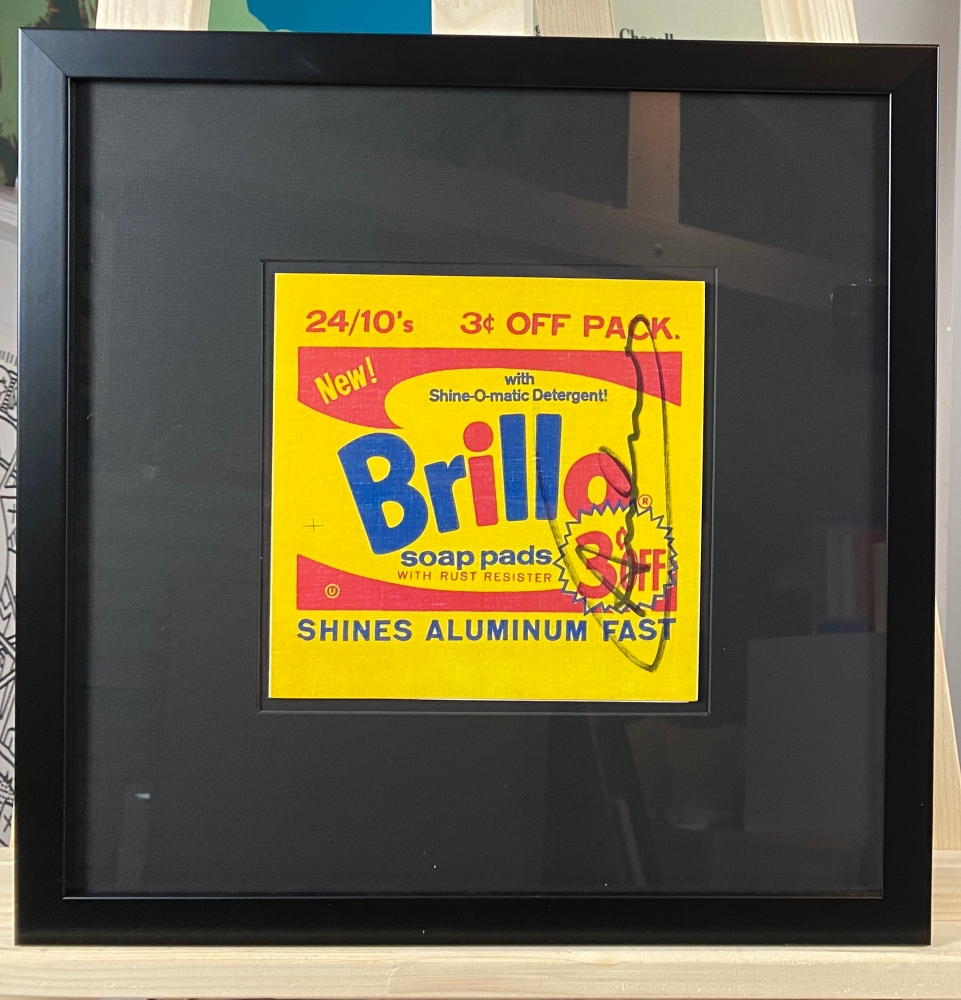 24/10's 3¢ OFF PACK.
New!
with
Shine-O-matic Detergent!
Brillo®
soap pads
WITH RUST RESISTER
3¢ OFF
U
SHINES ALUMINUM FAST